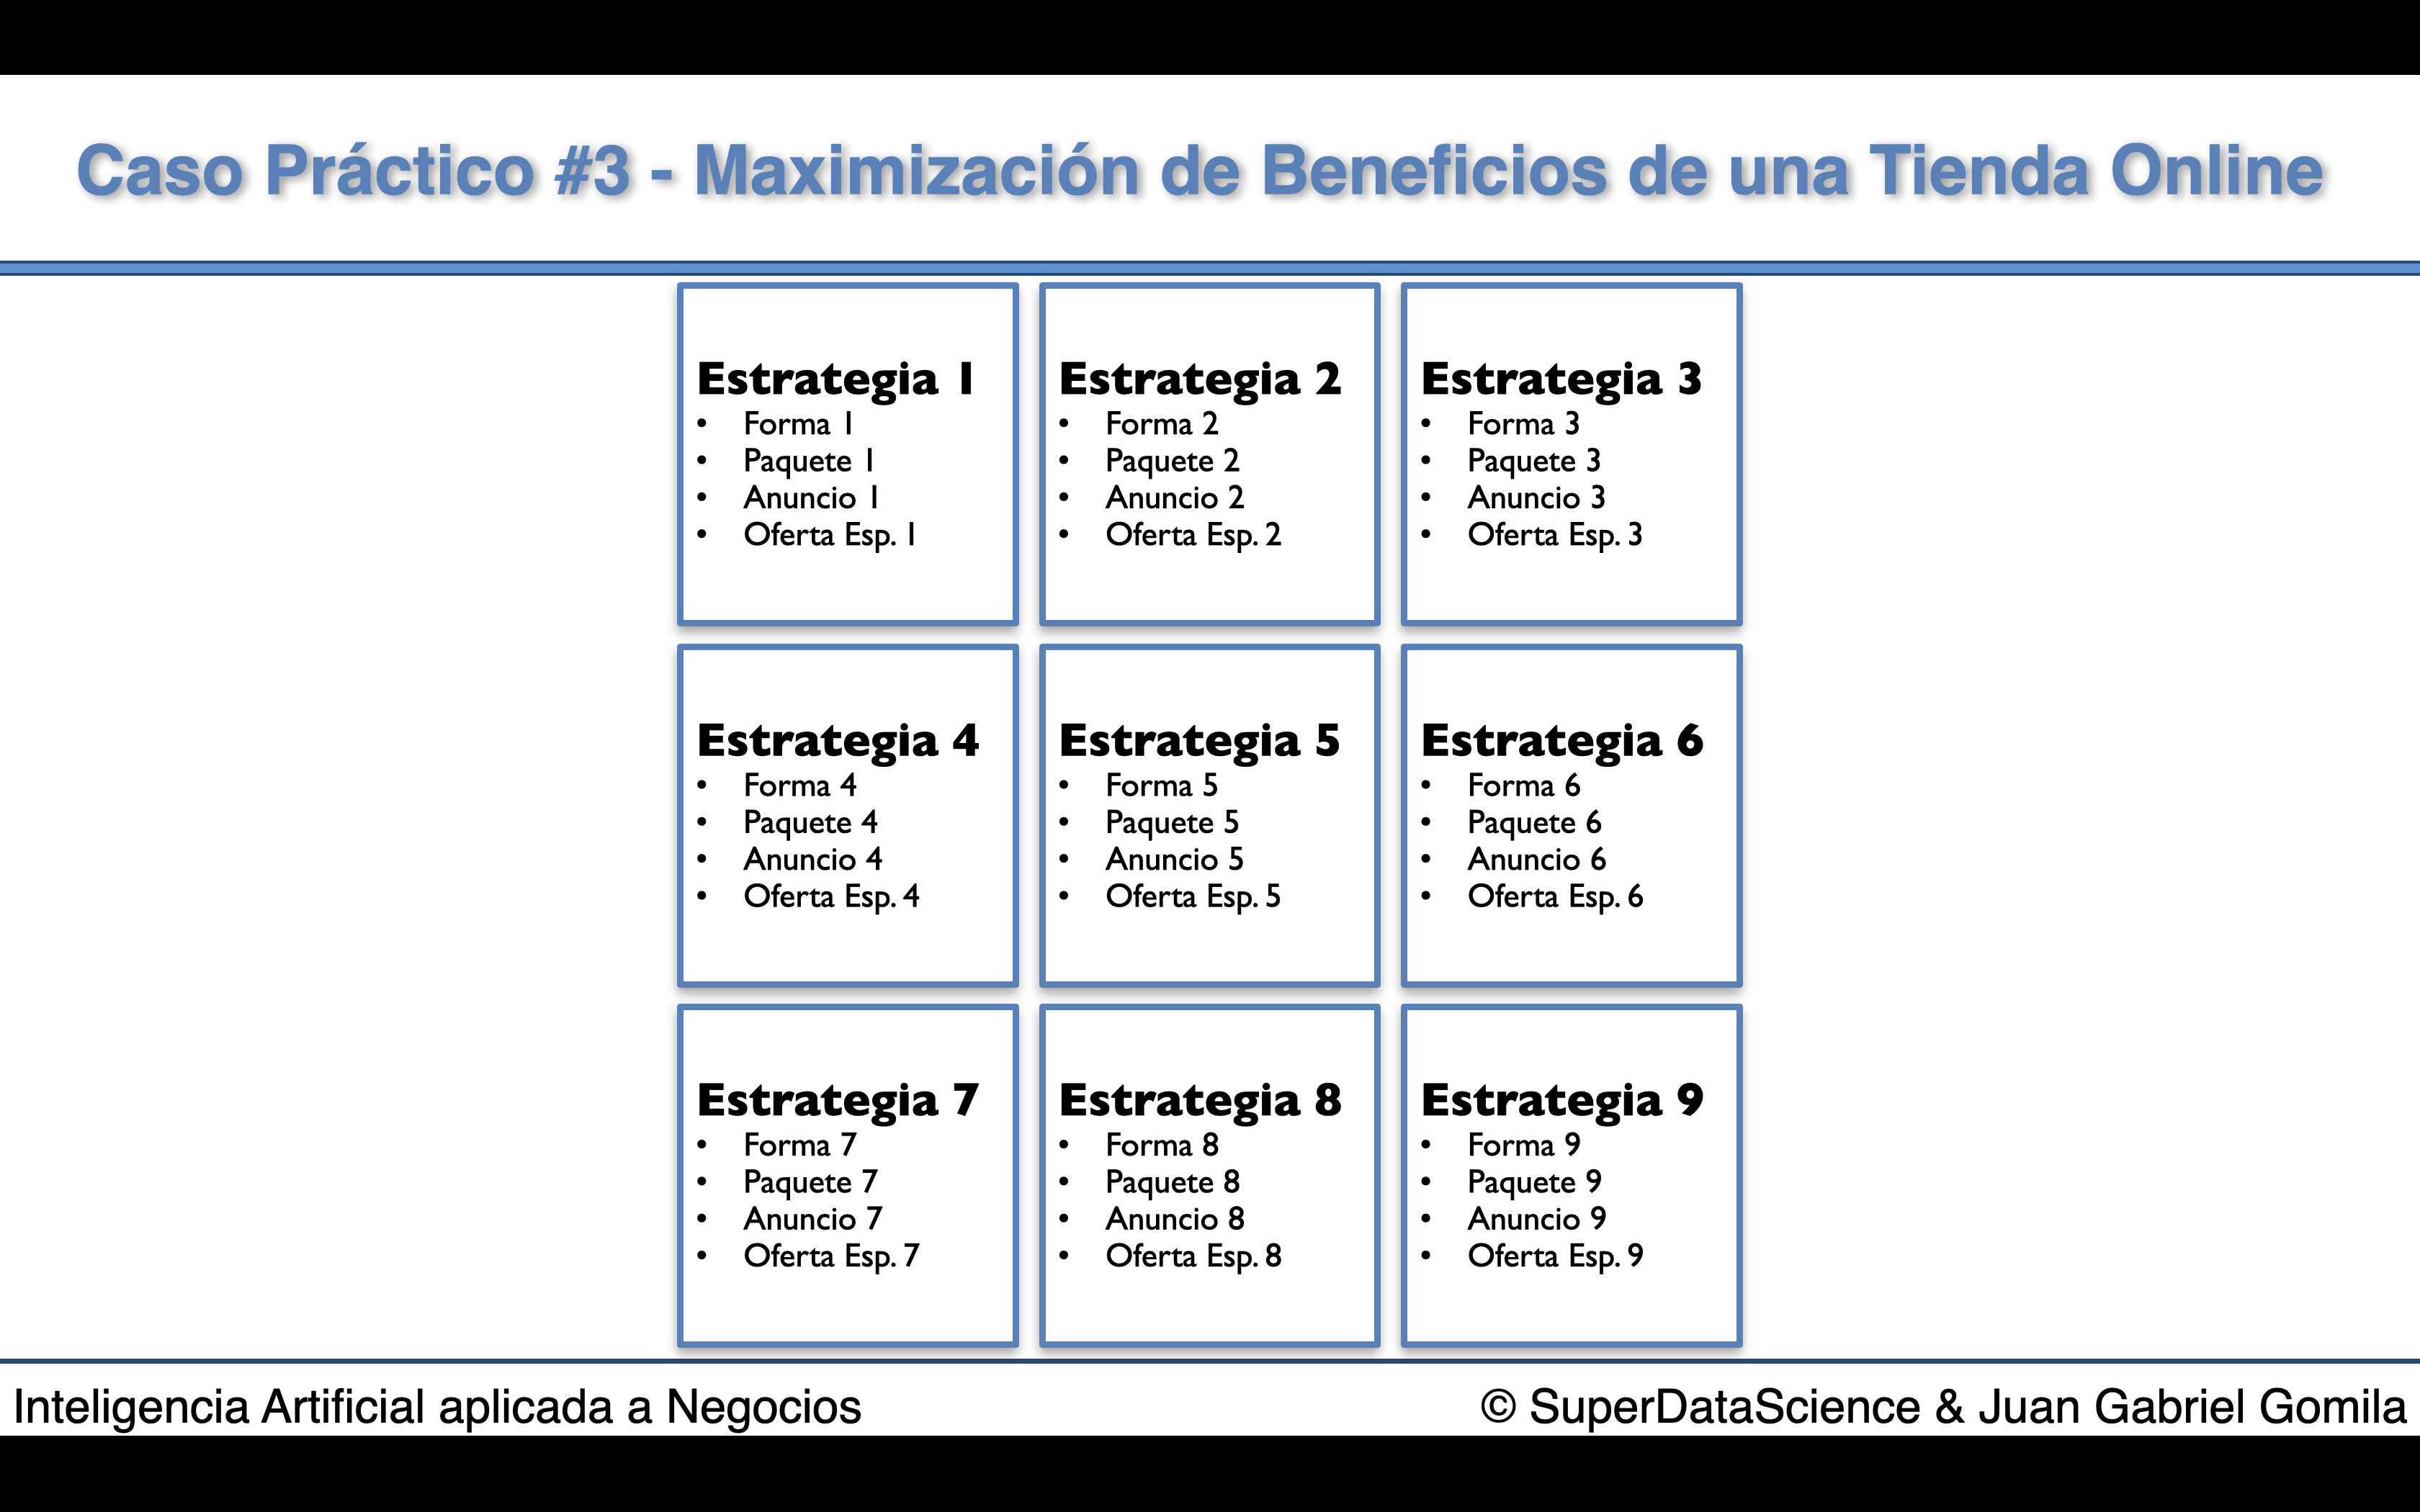 Caso Práctico #3 - Maximización de Beneficios de una Tienda Online
Estrategia 1
• Forma 1
• Paquete 1
• Anuncio 1
• Oferta Esp. 1
Estrategia 2
• Forma 2
• Paquete 2
• Anuncio 2
• Oferta Esp. 2
Estrategia 3
• Forma 3
• Paquete 3
• Anuncio 3
• Oferta Esp. 3
Estrategia 4
• Forma 4
• Paquete 4
• Anuncio 4
• Oferta Esp. 4
Estrategia 5
• Forma 5
• Paquete 5
• Anuncio 5
• Oferta Esp. 5
Estrategia 6
• Forma 6
• Paquete 6
• Anuncio 6
• Oferta Esp. 6
Estrategia 7
• Forma 7
• Paquete 7
• Anuncio 7
• Oferta Esp. 7
Estrategia 8
• Forma 8
• Paquete 8
• Anuncio 8
• Oferta Esp. 8
Estrategia 9
• Forma 9
• Paquete 9
• Anuncio 9
• Oferta Esp. 9
Inteligencia Artificial aplicada a Negocios
© SuperDataScience & Juan Gabriel Gomila